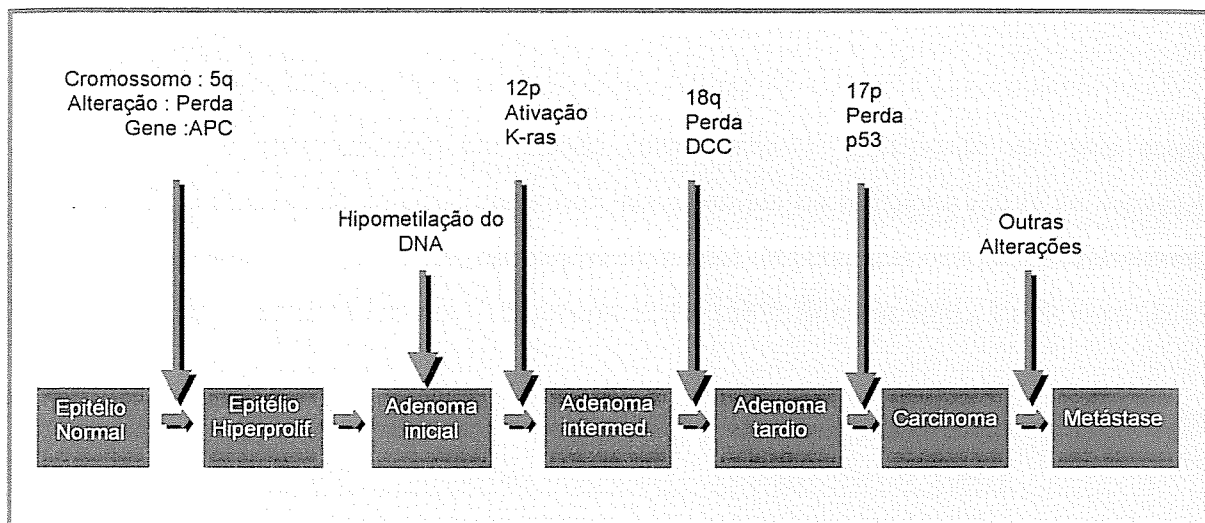 Cromossomo : 5q
Alteração : Perda
Gene :APC
12p
Ativação
K-ras
18q
Perda
DCC
17p
Perda
p53
Hipometilação do
DNA
Outras
Alterações
Epitélio
Normal
Epitélio
Hiperprolif.
Adenoma
inicial
Adenoma
intermed.
Adenoma
tardio
Carcinoma
Metástase